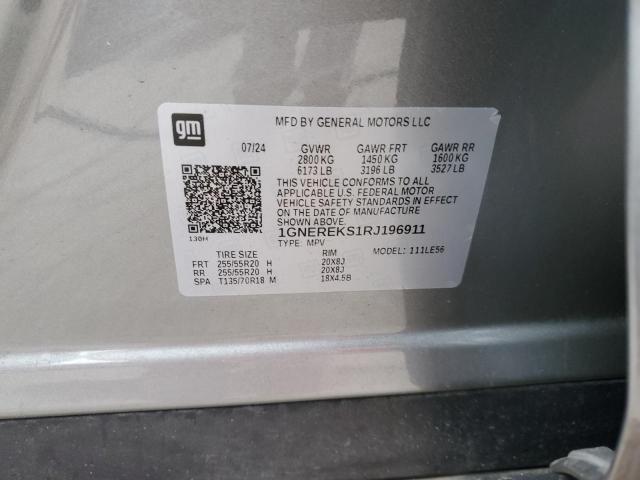 gm
MFD BY GENERAL MOTORS LLC
07/24 GVWR GAWR FRT GAWR RR
2800 KG 1450 KG 1600 KG
6173 LB 3196 LB 3527 LB
THIS VEHICLE CONFORMS TO ALL
APPLICABLE U.S. FEDERAL MOTOR
VEHICLE SAFETY STANDARDS IN EFFECT
ON THE DATE OF MANUFACTURE
SHOWN ABOVE.
1GNEREKS1RJ196911
130H TYPE: MPV MODEL: 111LE56
TIRE SIZE RIM
FRT 255/55R20 H 20X8J
RR 255/55R20 H 20X8J
SPA T135/70R18 M 18X4.5B